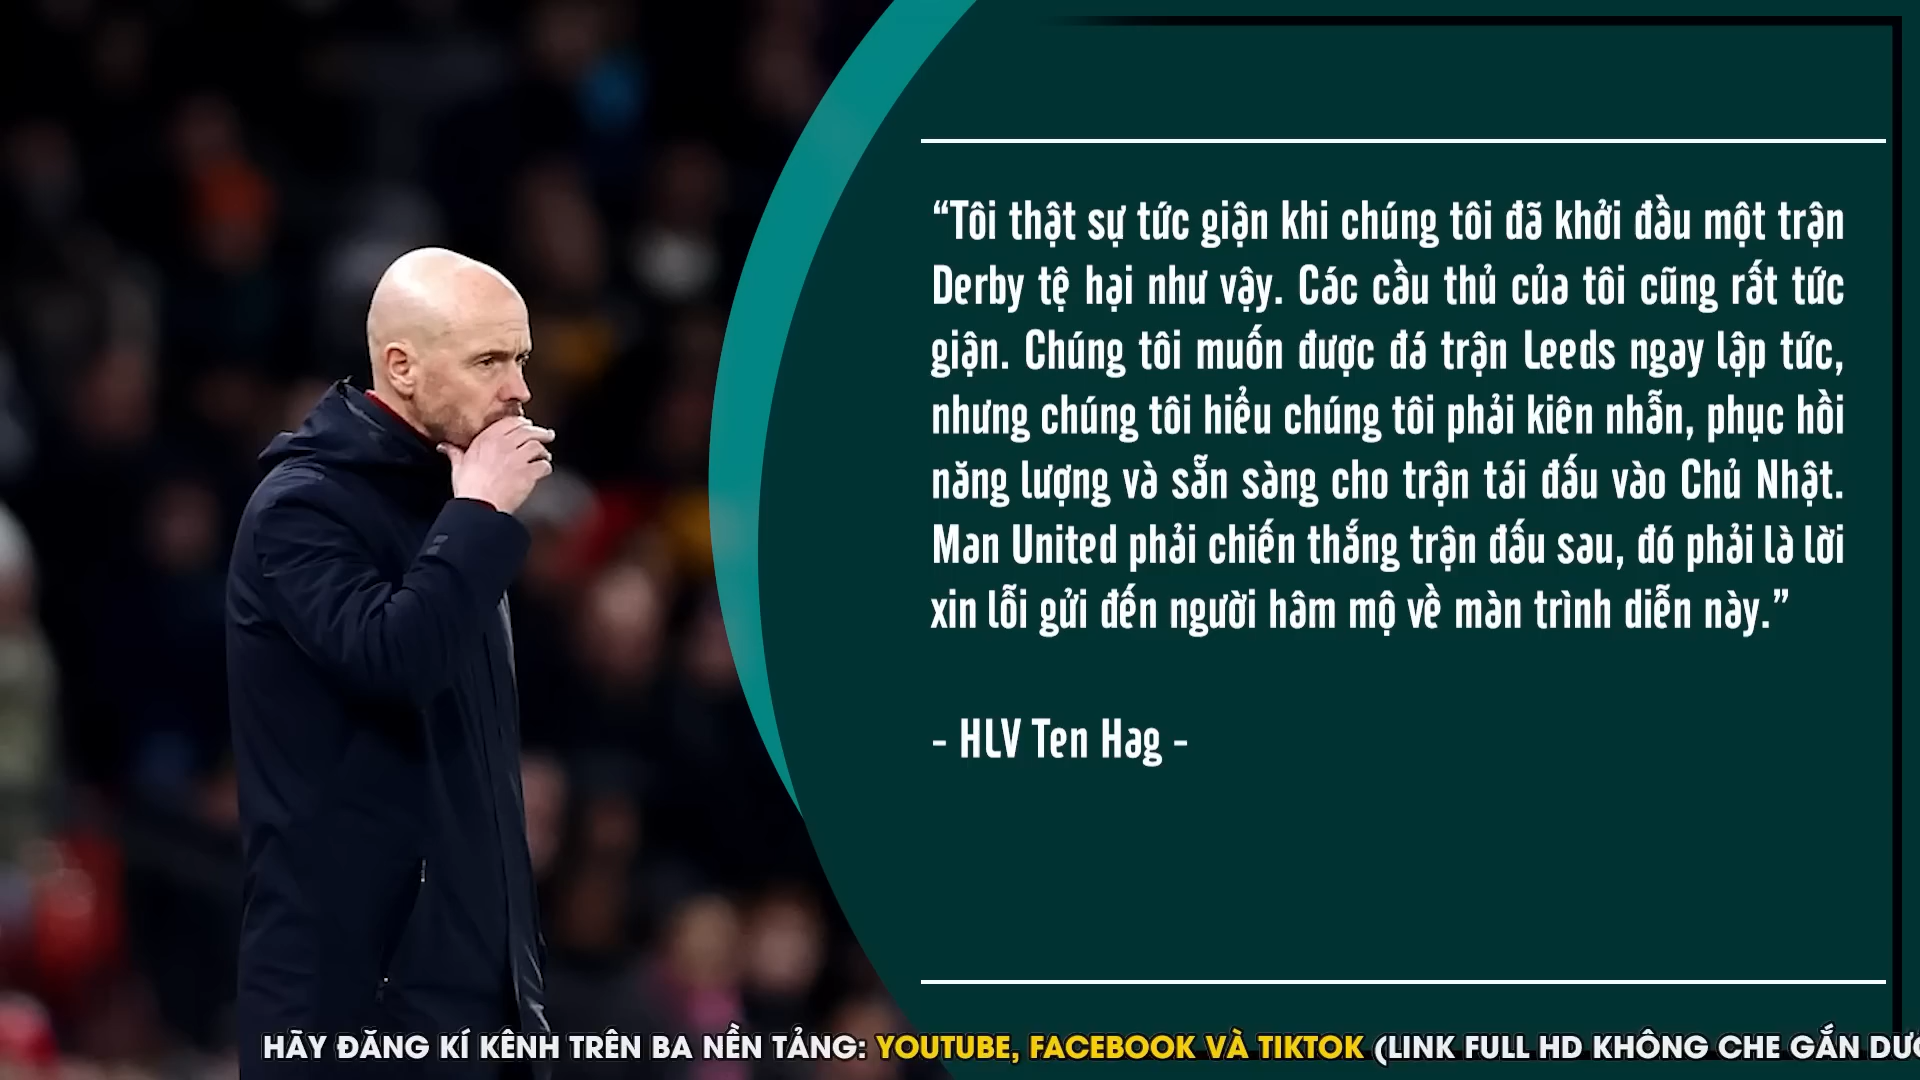 “Tôi thật sự tức giận khi chúng tôi đã khởi đầu một trận
Derby tệ hại như vậy. Các cầu thủ của tôi cũng rất tức
giận. Chúng tôi muốn được đá trận Leeds ngay lập tức,
nhưng chúng tôi hiểu chúng tôi phải kiên nhẫn, phục hồi
năng lượng và sẵn sàng cho trận tái đấu vào Chủ Nhật.
Man United phải chiến thắng trận đấu sau, đó phải là lời
xin lỗi gửi đến người hâm mộ về màn trình diễn này.”
- HLV Ten Hag -
HÃY ĐĂNG KÍ KÊNH TRÊN BA NỀN TẢNG: YOUTUBE, FACEBOOK VÀ TIKTOK (LINK FULL HD KHÔNG CHE GẮN